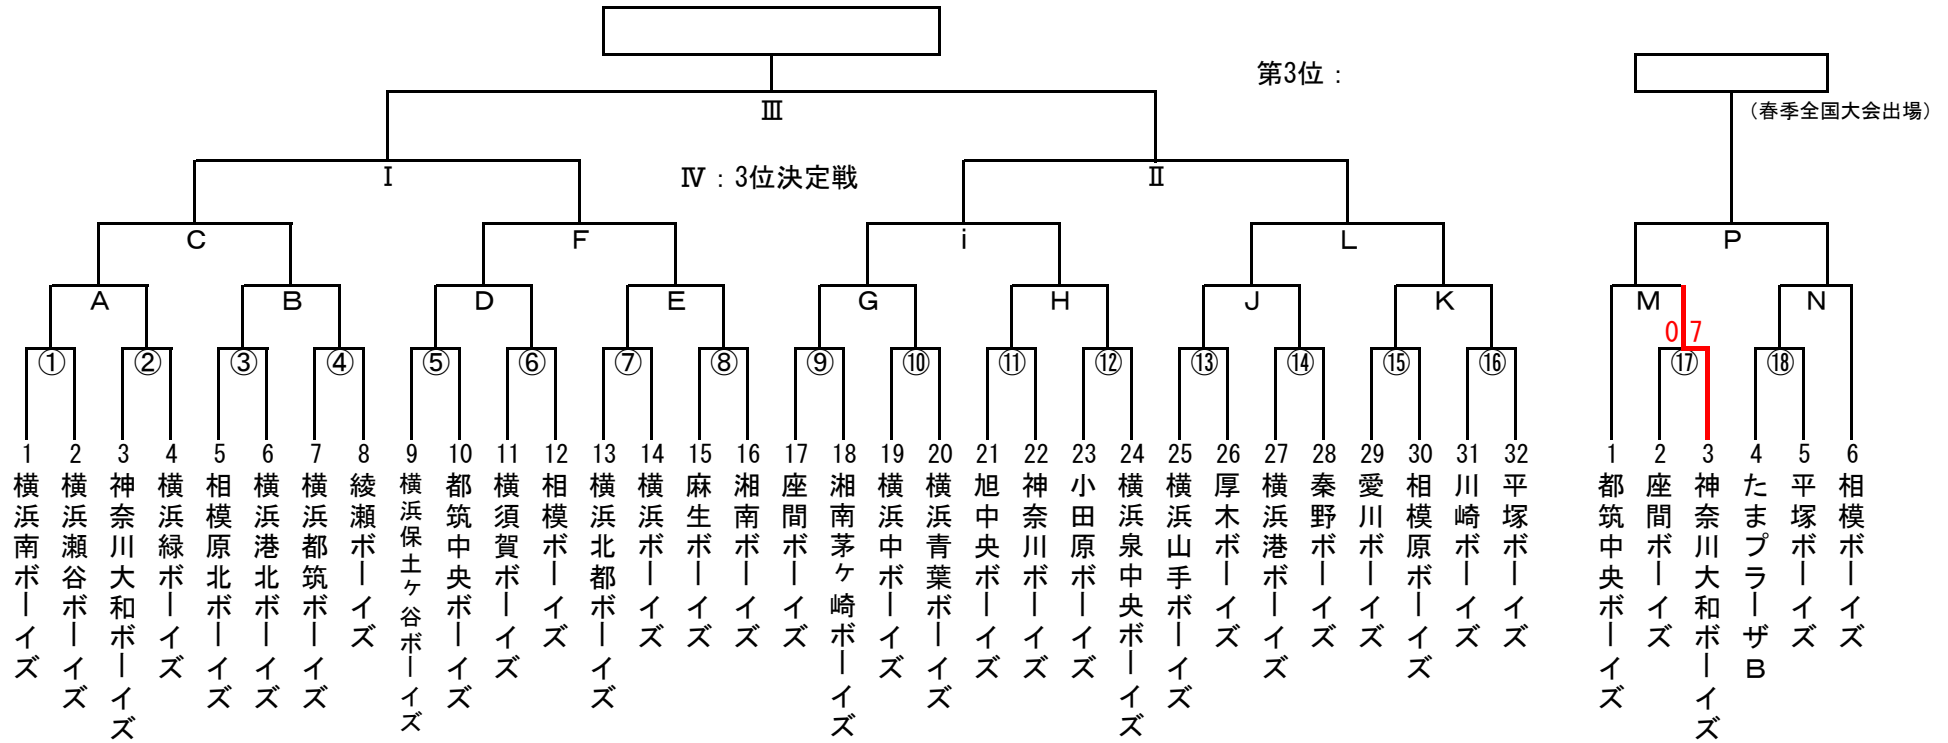 第3位：
（春季全国大会出場）
Ⅲ
Ⅰ
Ⅳ：3位決定戦
Ⅱ
C
F
i
L
P
A
B
D
E
G
H
J
K
M
N
0 7
①
②
③
④
⑤
⑥
⑦
⑧
⑨
⑩
⑪
⑫
⑬
⑭
⑮
⑯
⑰
⑱
1 横浜南ボーイズ
2 横浜瀬谷ボーイズ
3 神奈川大和ボーイズ
4 横浜緑ボーイズ
5 相模原北ボーイズ
6 横浜港北ボーイズ
7 横浜都筑ボーイズ
8 綾瀬ボーイズ
9 横浜保土ヶ谷ボーイズ
10 都筑中央ボーイズ
11 横須賀ボーイズ
12 相模ボーイズ
13 横浜北都ボーイズ
14 横浜ボーイズ
15 麻生ボーイズ
16 湘南ボーイズ
17 座間ボーイズ
18 湘南茅ヶ崎ボーイズ
19 横浜中ボーイズ
20 横浜青葉ボーイズ
21 旭中央ボーイズ
22 神奈川ボーイズ
23 小田原ボーイズ
24 横浜泉中央ボーイズ
25 横浜山手ボーイズ
26 厚木ボーイズ
27 横浜港ボーイズ
28 秦野ボーイズ
29 愛川ボーイズ
30 相模原ボーイズ
31 川崎ボーイズ
32 平塚ボーイズ
1 都筑中央ボーイズ
2 座間ボーイズ
3 神奈川大和ボーイズ
4 たまプラーザB
5 平塚ボーイズ
6 相模ボーイズ